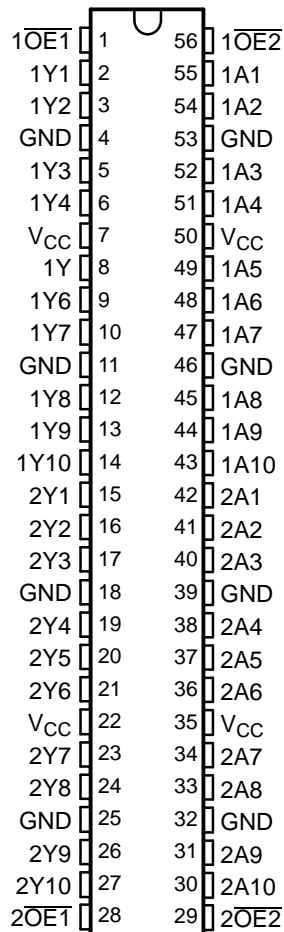 1OE1 1 56 1OE2
1Y1 2 55 1A1
1Y2 3 54 1A2
GND 4 53 GND
1Y3 5 52 1A3
1Y4 6 51 1A4
VCC 7 50 VCC
1Y 8 49 1A5
1Y6 9 48 1A6
1Y7 10 47 1A7
GND 11 46 GND
1Y8 12 45 1A8
1Y9 13 44 1A9
1Y10 14 43 1A10
2Y1 15 42 2A1
2Y2 16 41 2A2
2Y3 17 40 2A3
GND 18 39 GND
2Y4 19 38 2A4
2Y5 20 37 2A5
2Y6 21 36 2A6
VCC 22 35 VCC
2Y7 23 34 2A7
2Y8 24 33 2A8
GND 25 32 GND
2Y9 26 31 2A9
2Y10 27 30 2A10
2OE1 28 29 2OE2